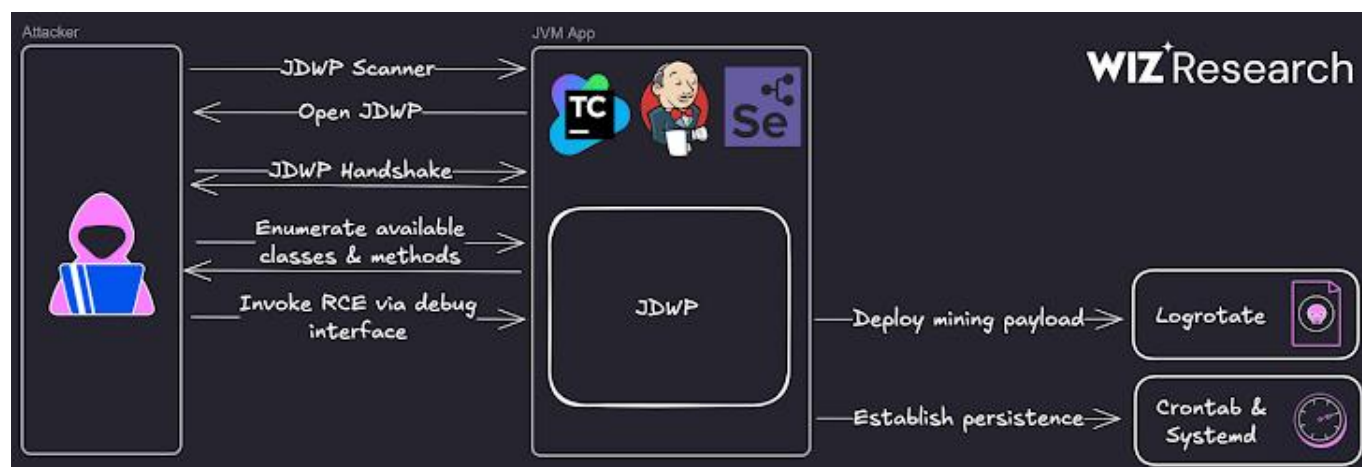 Attacker
JVM App
WIZ Research
JDWP Scanner
Open JDWP
TC
Se
JDWP Handshake
Enumerate available
classes & methods
Invoke RCE via debug
interface
JDWP
Deploy mining payload
Logrotate
Establish persistence
Crontab &
Systemd